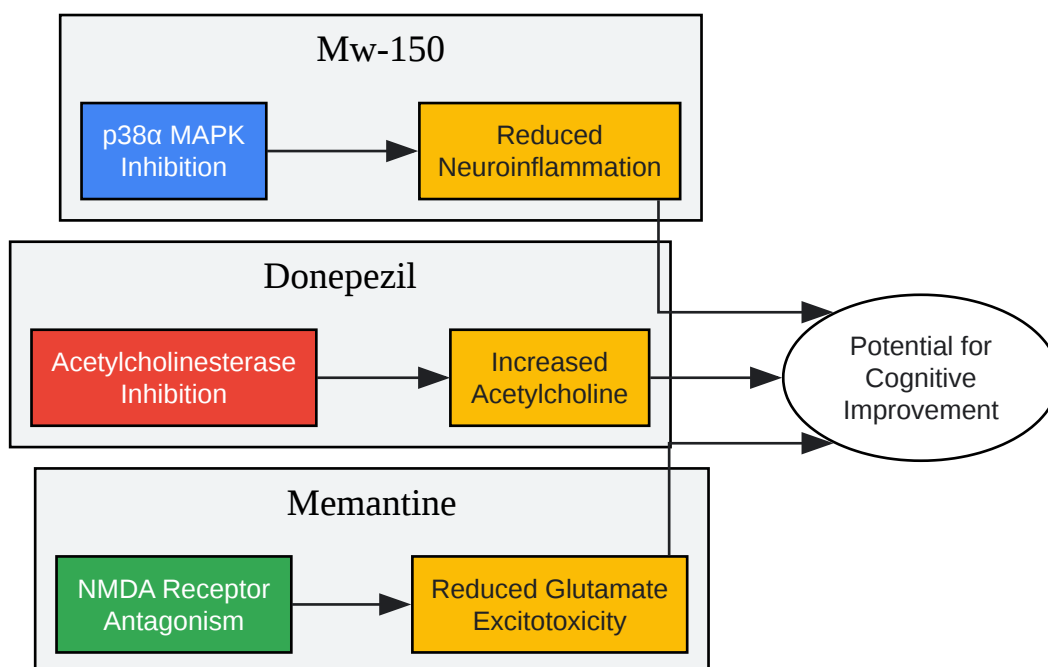 Mw-150
p38α MAPK
Inhibition
Reduced
Neuroinflammation
Donepezil
Acetylcholinesterase
Inhibition
Increased
Acetylcholine
Potential for
Cognitive
Improvement
Memantine
NMDA Receptor
Antagonism
Reduced Glutamate
Excitotoxicity